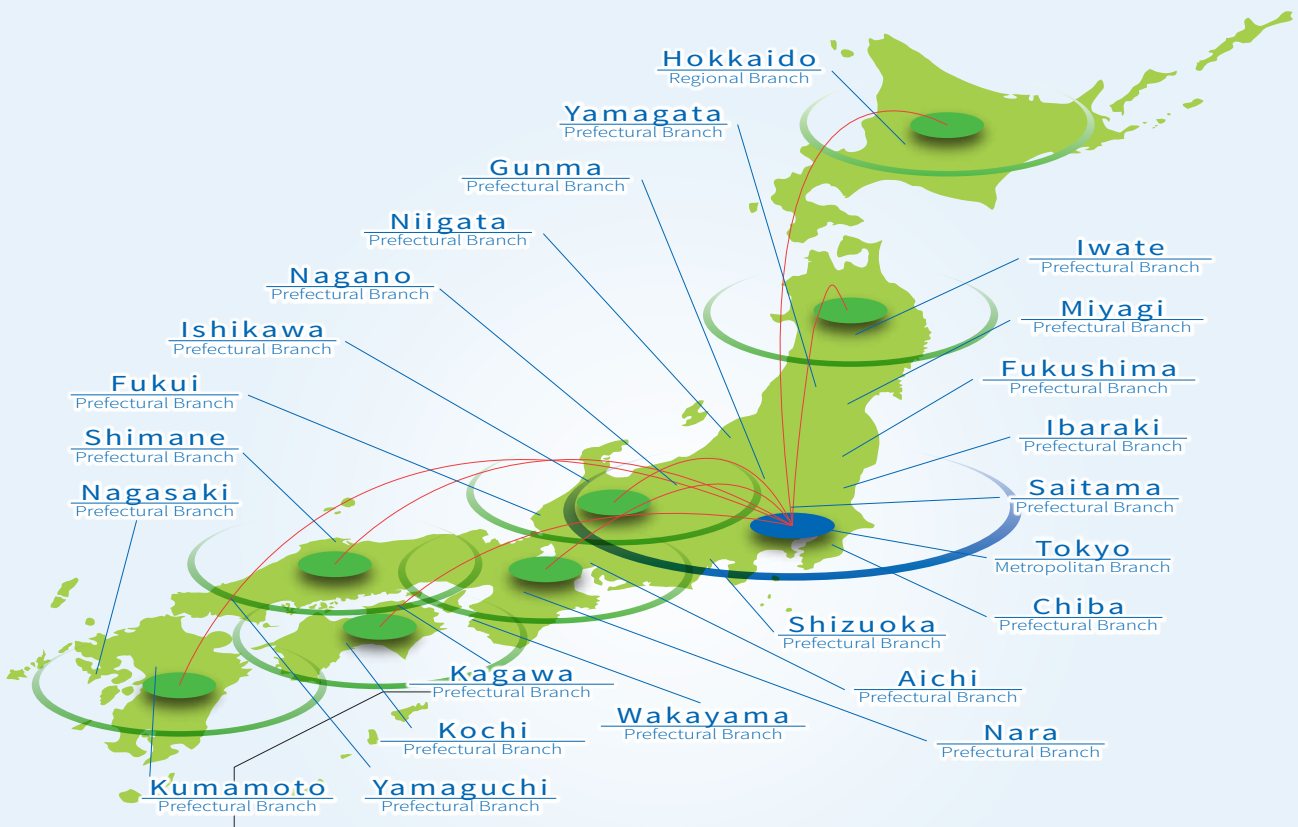 Hokkaido
Regional Branch
Yamagata
Prefectural Branch
Gunma
Prefectural Branch
Niigata
Prefectural Branch
Nagano
Prefectural Branch
Ishikawa
Prefectural Branch
Fukui
Prefectural Branch
Shimane
Prefectural Branch
Nagasaki
Prefectural Branch
Iwate
Prefectural Branch
Miyagi
Prefectural Branch
Fukushima
Prefectural Branch
Ibaraki
Prefectural Branch
Saitama
Prefectural Branch
Tokyo
Metropolitan Branch
Chiba
Prefectural Branch
Shizuoka
Prefectural Branch
Aichi
Prefectural Branch
Nara
Prefectural Branch
Kagawa
Prefectural Branch
Wakayama
Prefectural Branch
Kochi
Prefectural Branch
Kumamoto
Prefectural Branch
Yamaguchi
Prefectural Branch